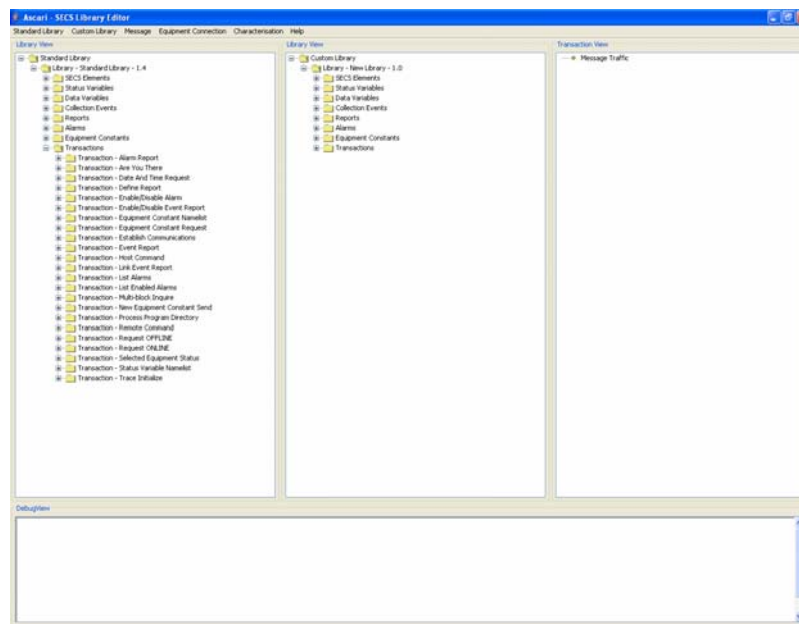 Ascari - SECS Library Editor
Standard Library Custom Library Message Equipment Connection Characterisation Help
Library View
Standard Library
Library - Standard Library - 1.4
SECS Elements
Status Variables
Data Variables
Collection Events
Reports
Alarms
Equipment Constants
Transactions
Transaction - Alarm Report
Transaction - Are You There
Transaction - Date And Time Request
Transaction - Define Report
Transaction - Enable/Disable Alarm
Transaction - Enable/Disable Event Report
Transaction - Equipment Constant Namelist
Transaction - Equipment Constant Request
Transaction - Establish Communications
Transaction - Event Report
Transaction - Host Command
Transaction - Link Event Report
Transaction - List Alarms
Transaction - List Enabled Alarms
Transaction - Multi-block Inquire
Transaction - New Equipment Constant Send
Transaction - Process Program Directory
Transaction - Remote Command
Transaction - Request OFFLINE
Transaction - Request ONLINE
Transaction - Selected Equipment Status
Transaction - Status Variable Namelist
Transaction - Trace Initialize
Library View
Custom Library
Library - New Library - 1.0
SECS Elements
Status Variables
Data Variables
Collection Events
Reports
Alarms
Equipment Constants
Transactions
Transaction View
Message Traffic
DebugView